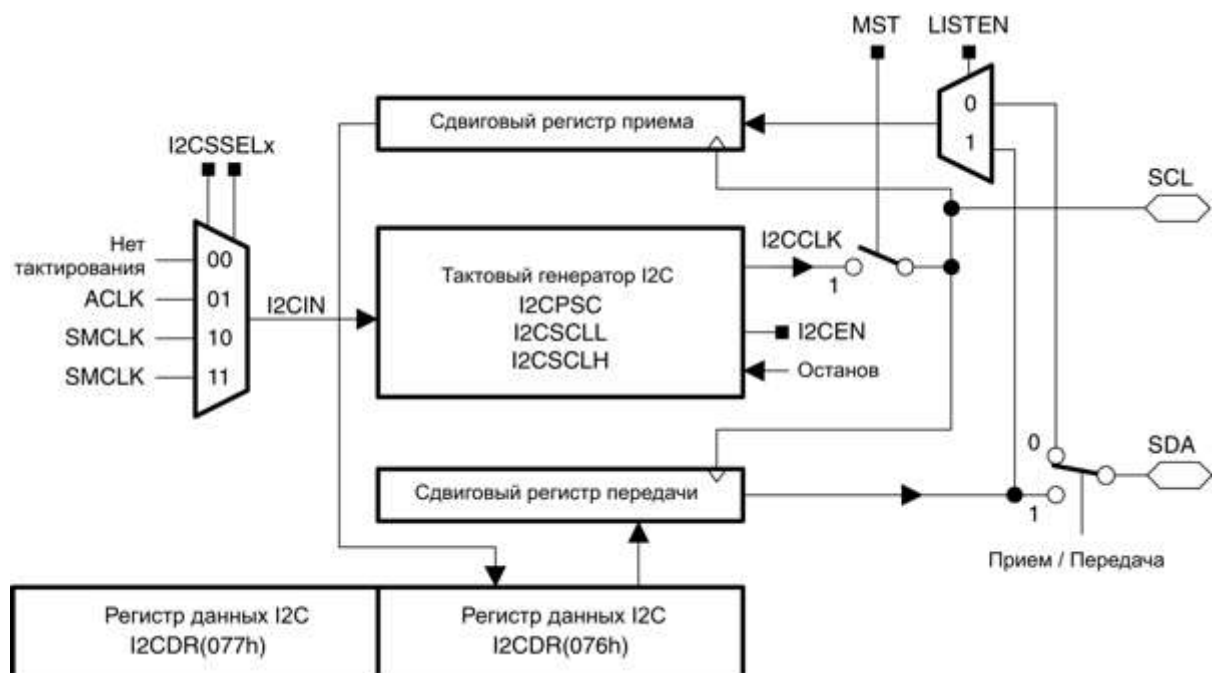 MST LISTEN
Сдвиговый регистр приема
0
1
I2CSSELx
SCL
Нет
тактирования
00
ACLK
01
SMCLK
10
SMCLK
11
I2CIN
Тактовый генератор I2C
I2CPSC
I2CSCLL
I2CSCLH
I2CCLK
1
I2CEN
Останов
0
SDA
1
Сдвиговый регистр передачи
Прием / Передача
Регистр данных I2C
I2CDR(077h)
Регистр данных I2C
I2CDR(076h)